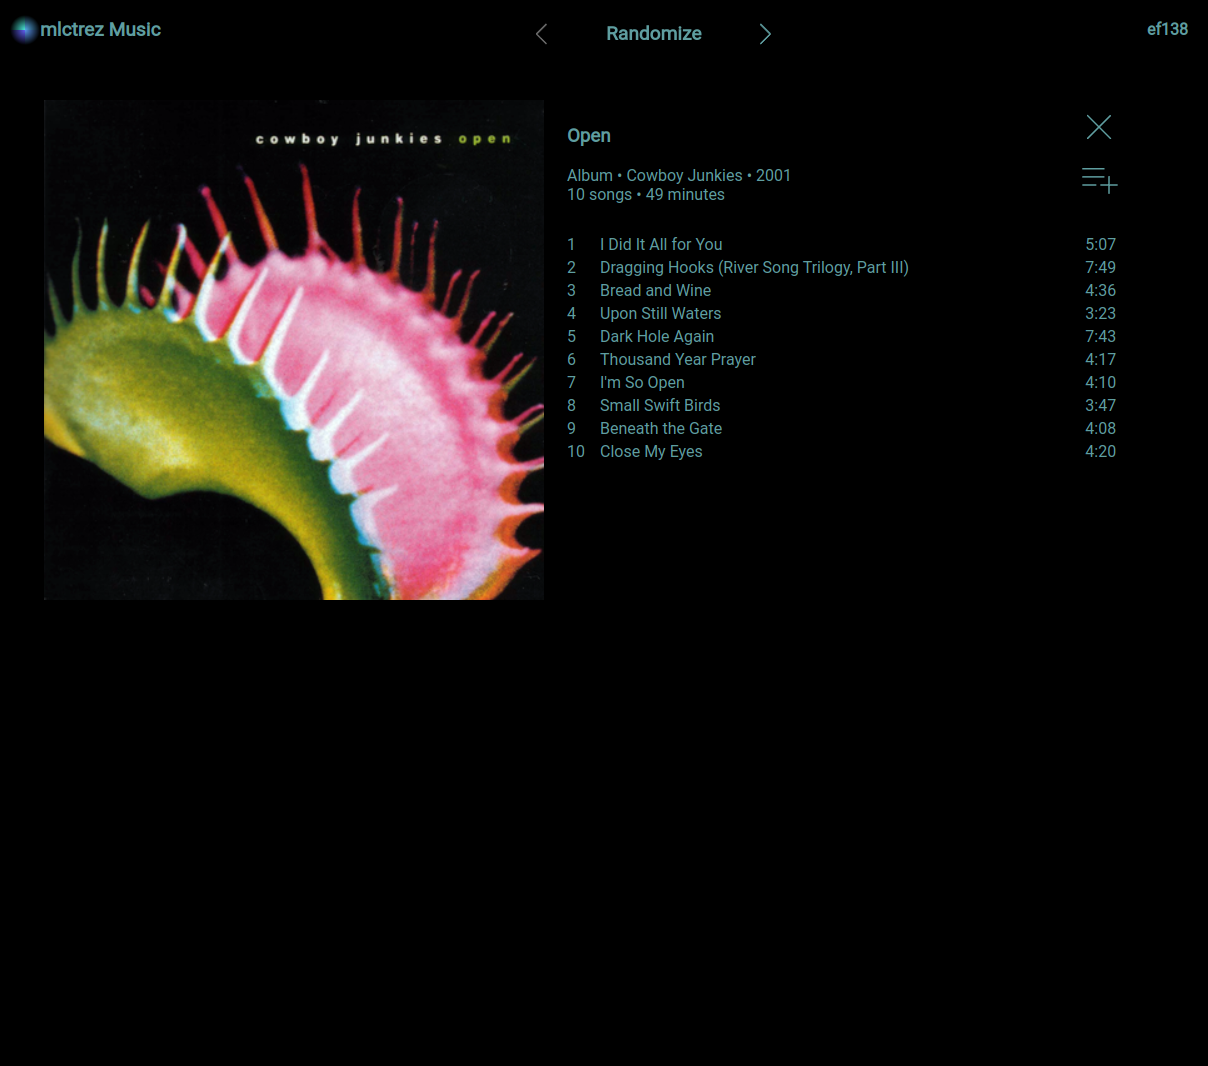 mlctrez Music
Randomize
ef138
cowboy junkies open
Open
Album • Cowboy Junkies • 2001
10 songs • 49 minutes
1 I Did It All for You 5:07
2 Dragging Hooks (River Song Trilogy, Part III) 7:49
3 Bread and Wine 4:36
4 Upon Still Waters 3:23
5 Dark Hole Again 7:43
6 Thousand Year Prayer 4:17
7 I'm So Open 4:10
8 Small Swift Birds 3:47
9 Beneath the Gate 4:08
10 Close My Eyes 4:20